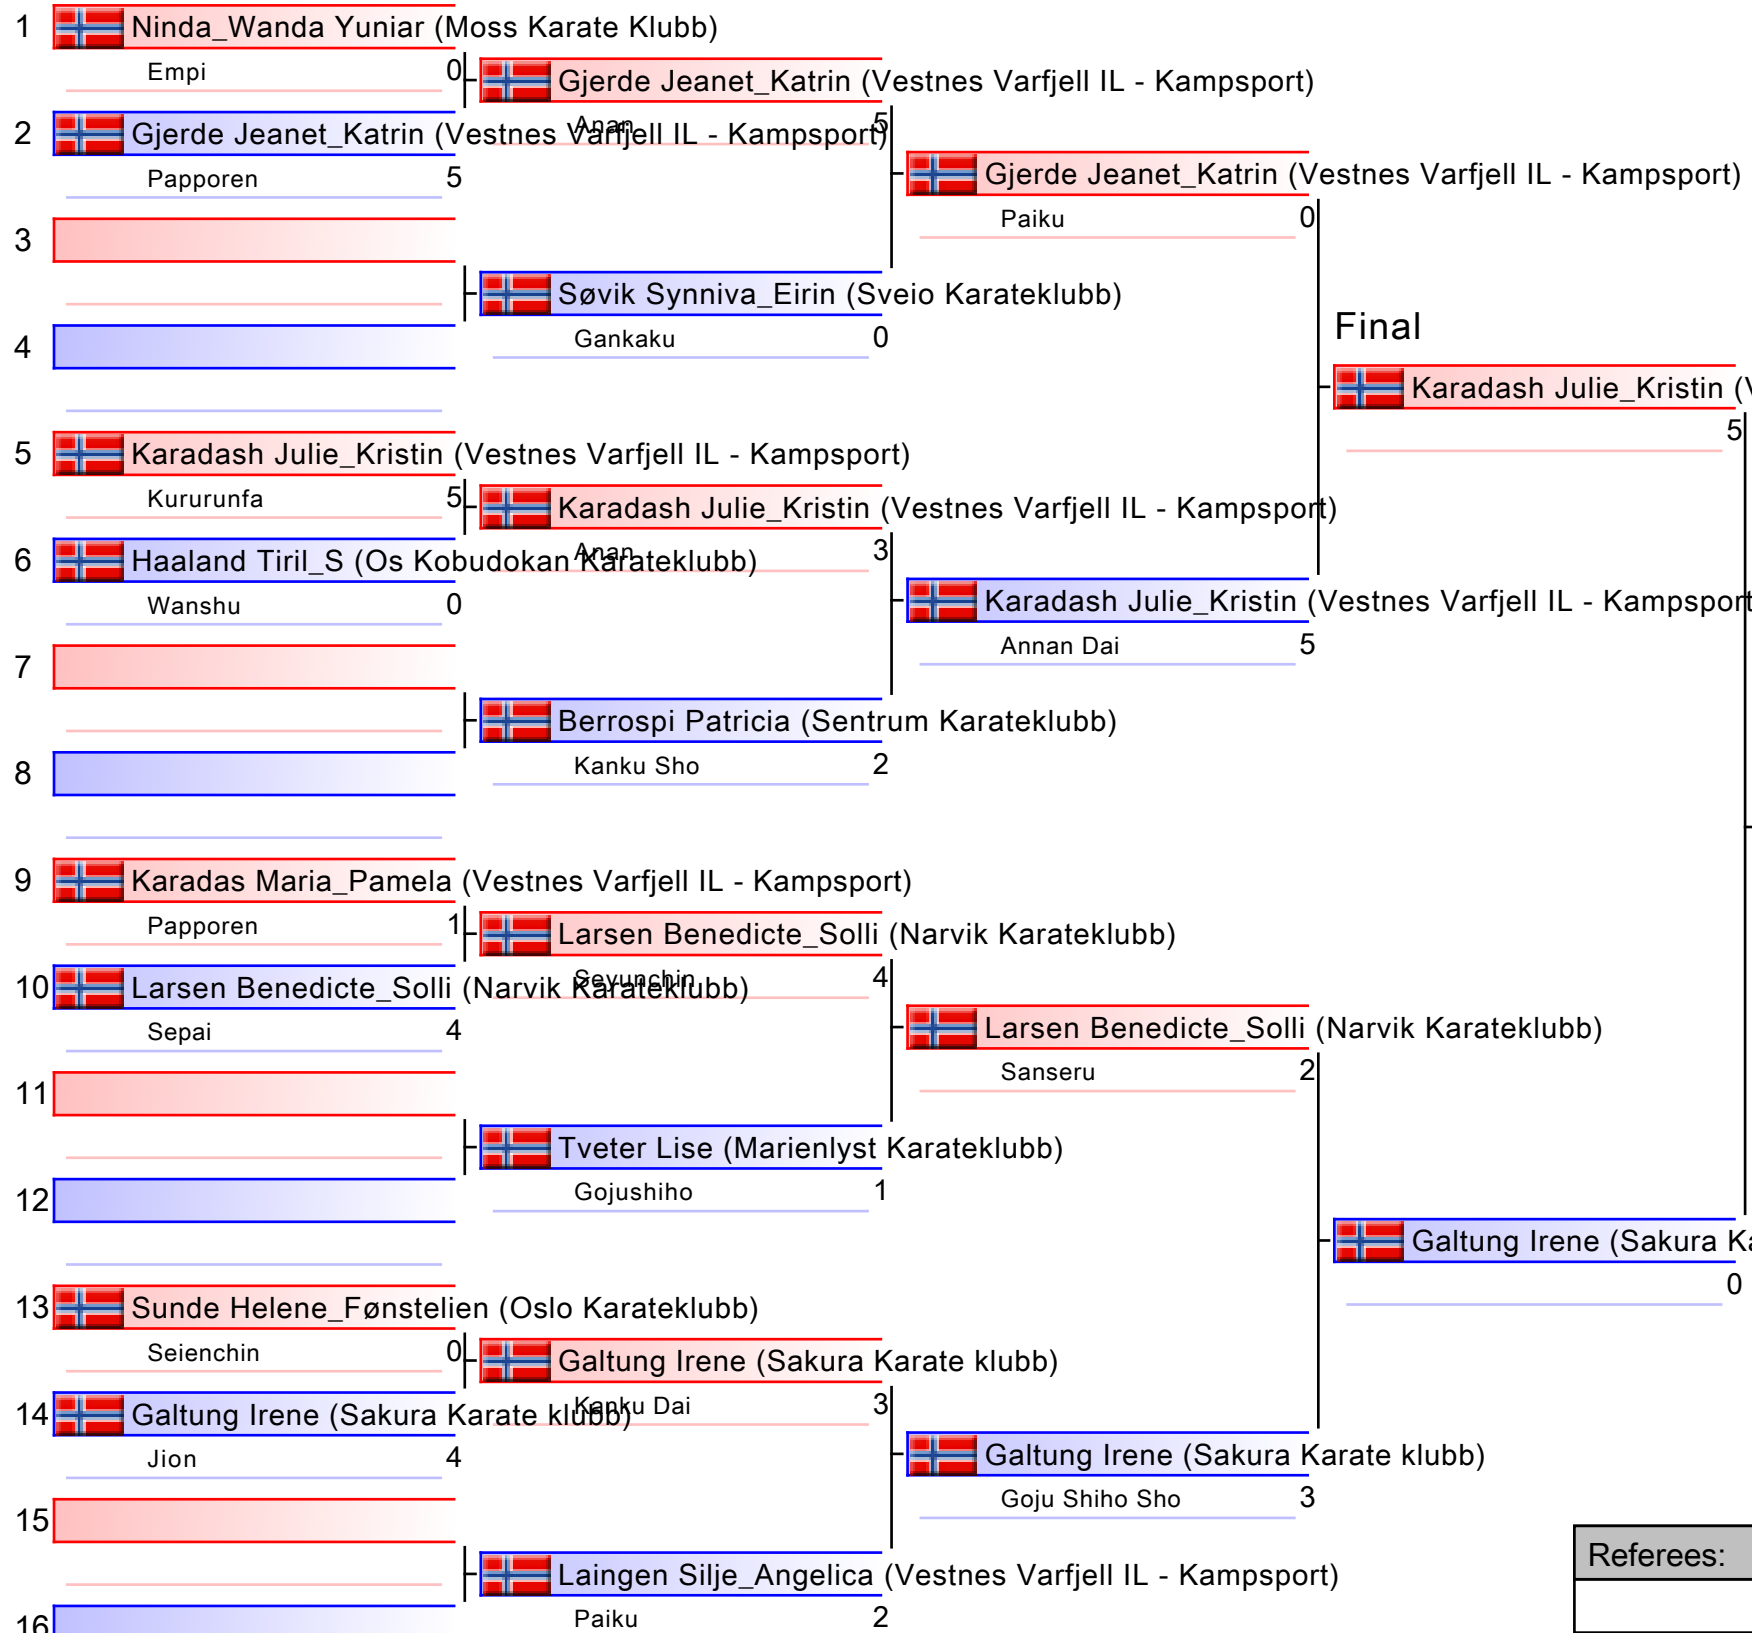 1 Ninda_Wanda Yuniar (Moss Karate Klubb)
Empi 0
Gjerde Jeanet_Katrin (Vestnes Varfjell IL - Kampsport)
Anan 5
2 Gjerde Jeanet_Katrin (Vestnes Varfjell IL - Kampsport)
Papporen 5
Gjerde Jeanet_Katrin (Vestnes Varfjell IL - Kampsport)
Paiku 0
3
Søvik Synniva_Eirin (Sveio Karateklubb)
Gankaku 0
4
Final
Karadash Julie_Kristin (V
5
5 Karadash Julie_Kristin (Vestnes Varfjell IL - Kampsport)
Kururunfa 5
Karadash Julie_Kristin (Vestnes Varfjell IL - Kampsport)
Anan 3
6 Haaland Tiril_S (Os Kobudokan Karateklubb)
Wanshu 0
Karadash Julie_Kristin (Vestnes Varfjell IL - Kampsport
Annan Dai 5
7
Berrospi Patricia (Sentrum Karateklubb)
Kanku Sho 2
8
9 Karadas Maria_Pamela (Vestnes Varfjell IL - Kampsport)
Papporen 1
Larsen Benedicte_Solli (Narvik Karateklubb)
Seyunchin 4
10 Larsen Benedicte_Solli (Narvik Karateklubb)
Sepai 4
Larsen Benedicte_Solli (Narvik Karateklubb)
Sanseru 2
11
Tveter Lise (Marienlyst Karateklubb)
Gojushiho 1
12
Galtung Irene (Sakura Ka
0
13 Sunde Helene_Fønstelien (Oslo Karateklubb)
Seienchin 0
Galtung Irene (Sakura Karate klubb)
Kanku Dai 3
14 Galtung Irene (Sakura Karate klubb)
Jion 4
Galtung Irene (Sakura Karate klubb)
Goju Shiho Sho 3
15
Referees:
Laingen Silje_Angelica (Vestnes Varfjell IL - Kampsport)
Paiku 2
16